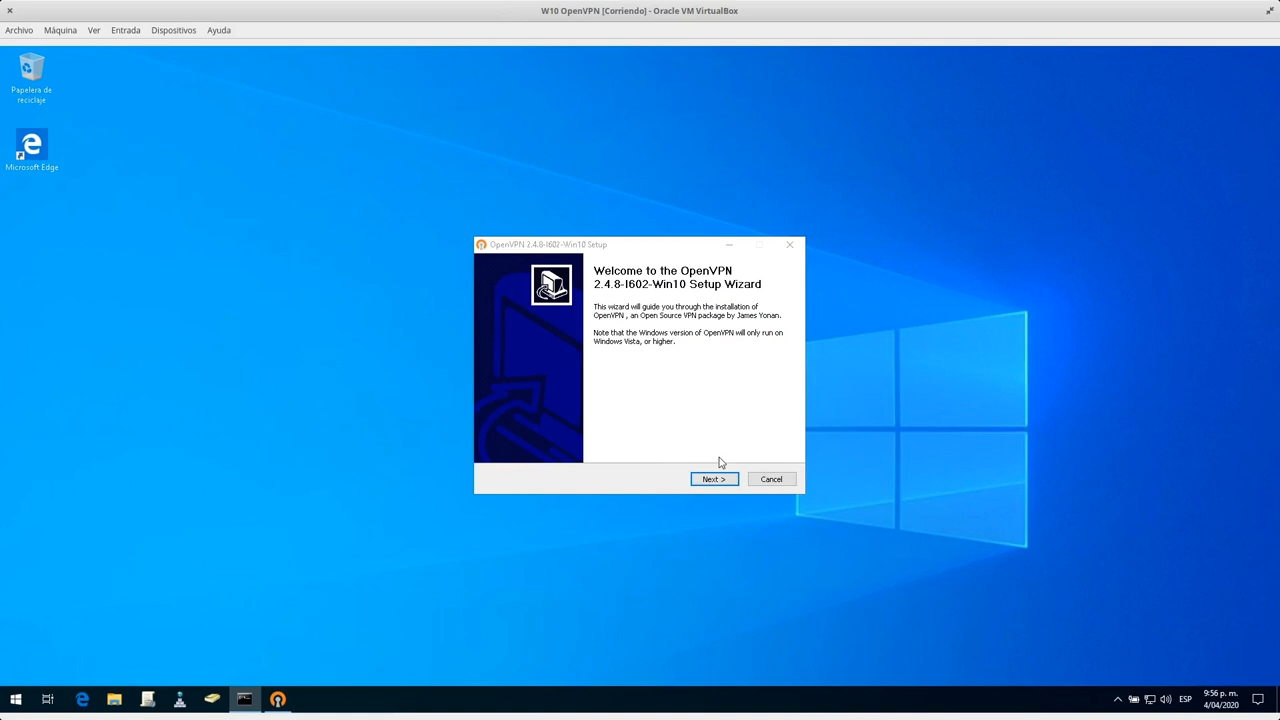 W10 OpenVPN [Corriendo] - Oracle VM VirtualBox
Archivo Máquina Ver Entrada Dispositivos Ayuda
Papelera de
reciclaje
Microsoft Edge
OpenVPN 2.4.8-I602-Win10 Setup
Welcome to the OpenVPN
2.4.8-I602-Win10 Setup Wizard
This wizard will guide you through the installation of
OpenVPN , an Open Source VPN package by James Yonan.
Note that the Windows version of OpenVPN will only run on
Windows Vista, or higher.
Next >
Cancel
ESP
9:56 p. m.
4/04/2020